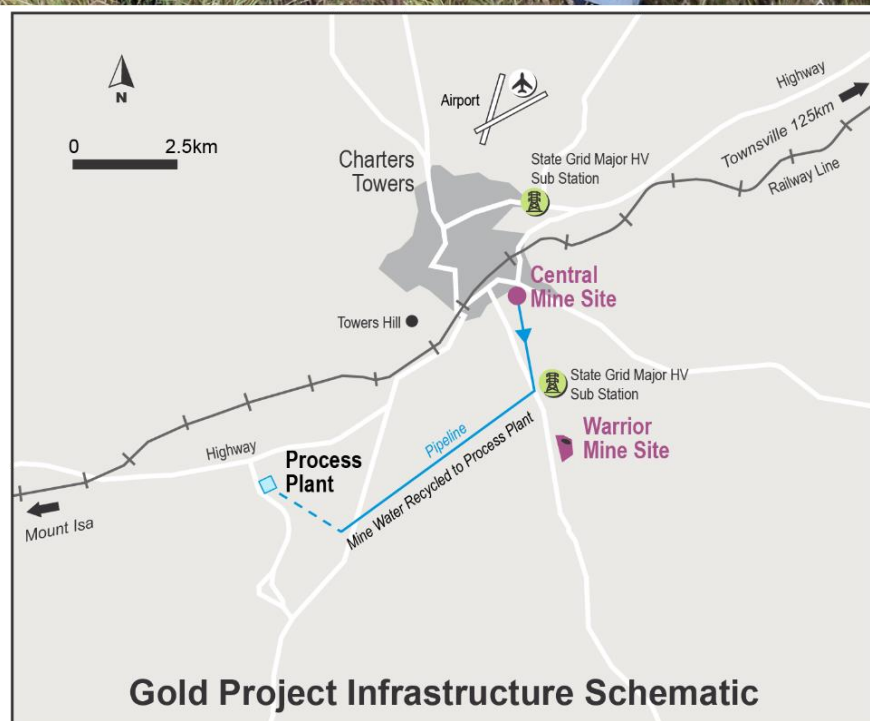 N
0 2.5km
Airport
Highway
Townsville 125km
Railway Line
Charters
Towers
State Grid Major HV
Sub Station
Central
Mine Site
Towers Hill
State Grid Major HV
Sub Station
Warrior
Mine Site
Pipeline
Mine Water Recycled to Process Plant
Highway
Process
Plant
Mount Isa
Gold Project Infrastructure Schematic